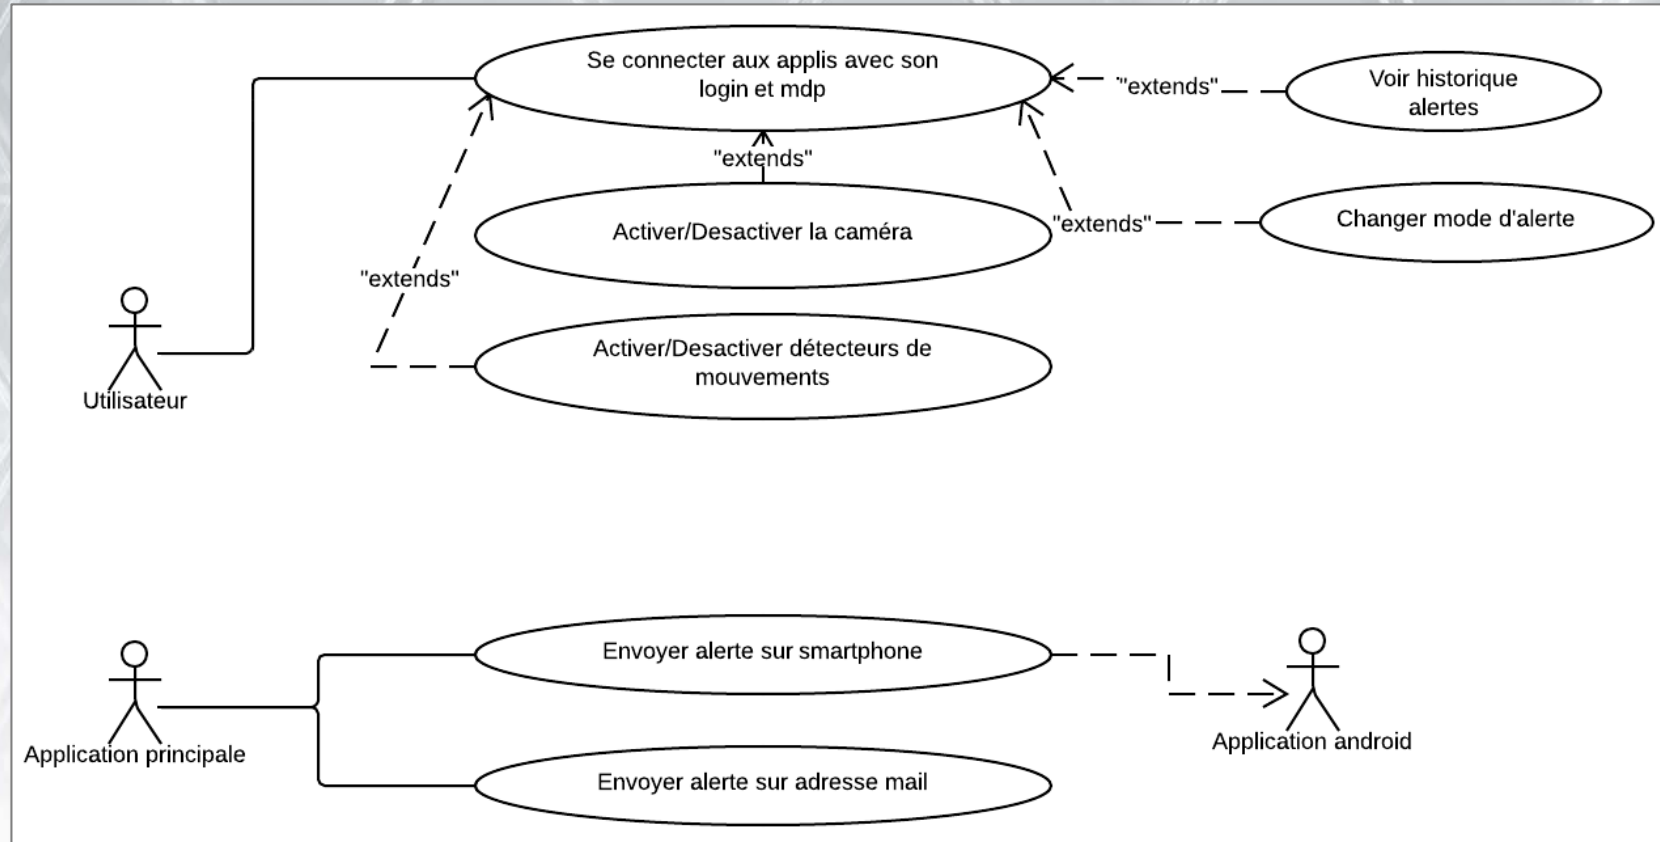 Se connecter aux applis avec son
login et mdp
"extends"
Voir historique
alertes
"extends"
Activer/Desactiver la caméra
"extends"
Changer mode d'alerte
"extends"
Activer/Desactiver détecteurs de
mouvements
Utilisateur
Envoyer alerte sur smartphone
Application principale
Application android
Envoyer alerte sur adresse mail